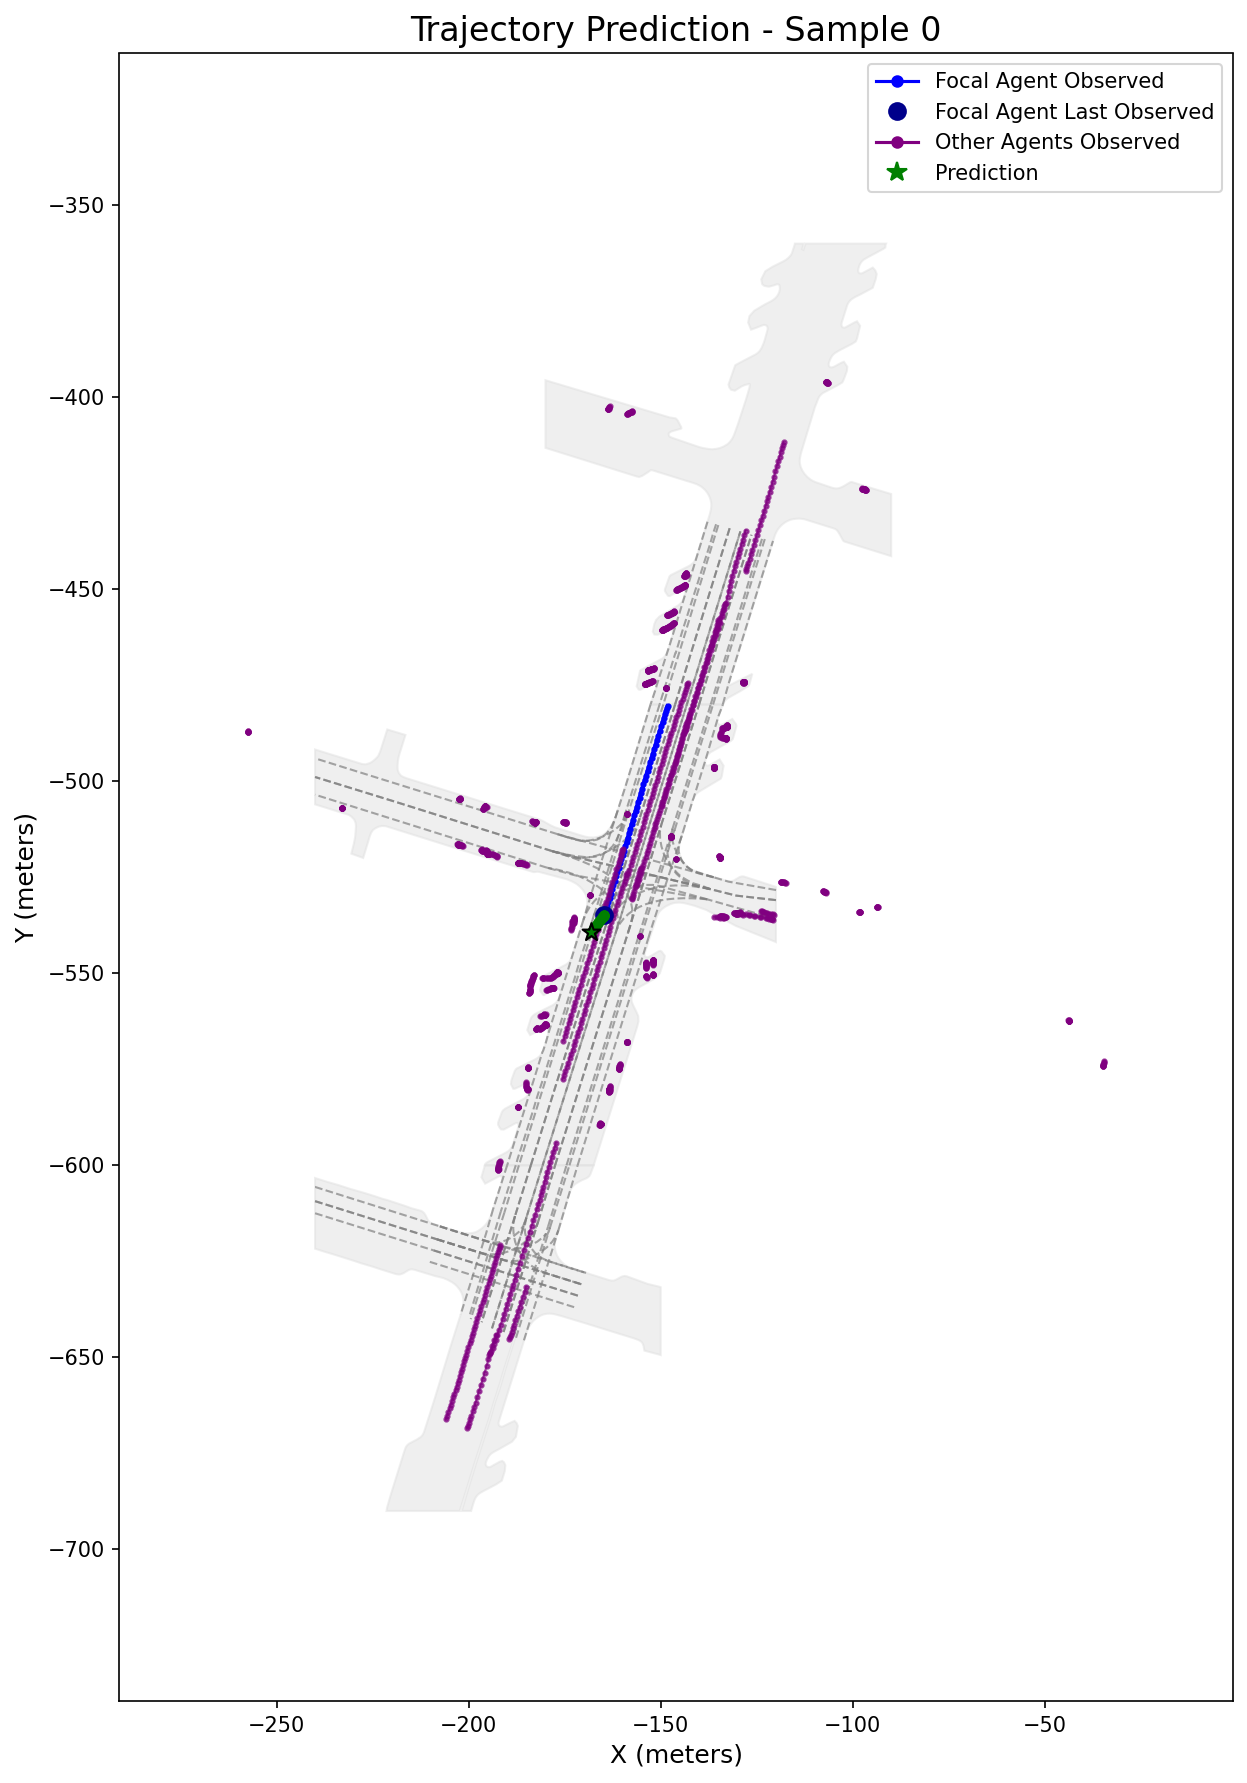 Trajectory Prediction - Sample 0
Focal Agent Observed
Focal Agent Last Observed
Other Agents Observed
Prediction
−350
−400
−450
−500
−550
−600
−650
−700
Y (meters)
−250
−200
−150
−100
−50
X (meters)